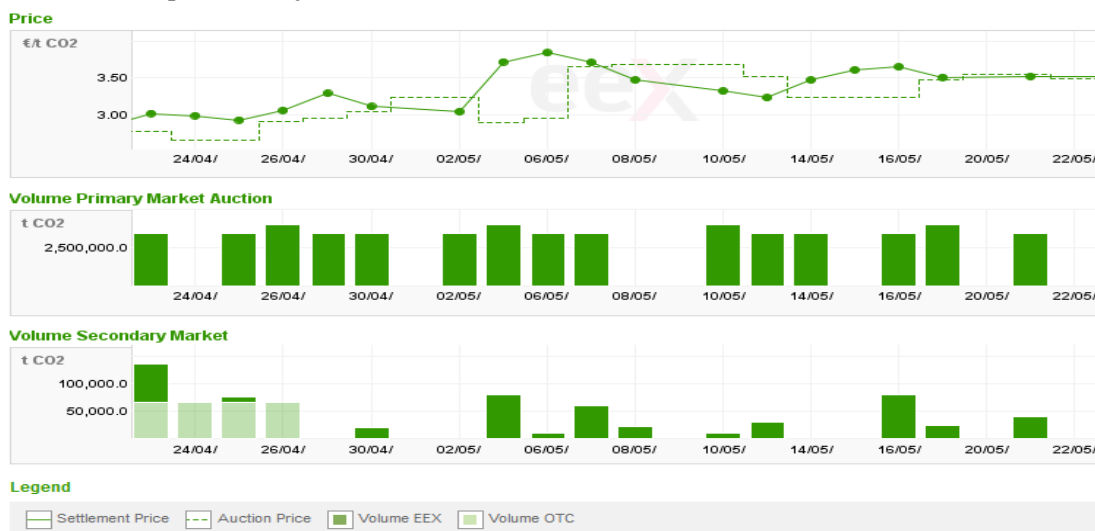 Price
€/t CO2
3.50
3.00
eex
24/04/ 26/04/ 30/04/ 02/05/ 06/05/ 08/05/ 10/05/ 14/05/ 16/05/ 20/05/ 22/05/
Volume Primary Market Auction
t CO2
2,500,000.0
24/04/ 26/04/ 30/04/ 02/05/ 06/05/ 08/05/ 10/05/ 14/05/ 16/05/ 20/05/ 22/05/
Volume Secondary Market
t CO2
100,000.0
50,000.0
24/04/ 26/04/ 30/04/ 02/05/ 06/05/ 08/05/ 10/05/ 14/05/ 16/05/ 20/05/ 22/05/
Legend
Settlement Price Auction Price Volume EEX Volume OTC